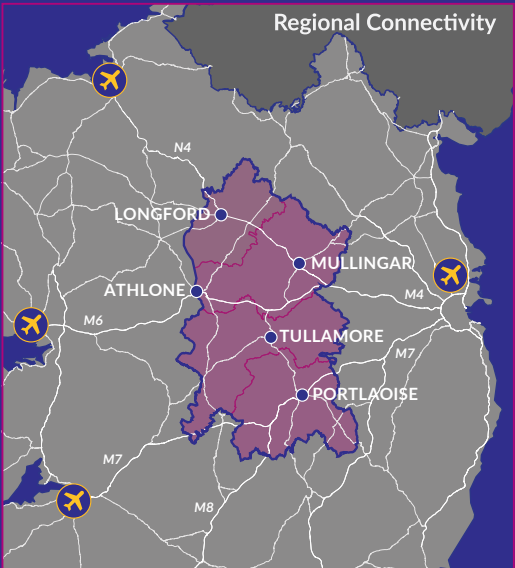 Regional Connectivity
N4
LONGFORD
MULLINGAR
ATHLONE
M4
M6
TULLAMORE
M7
PORTLAOISE
M7
M8